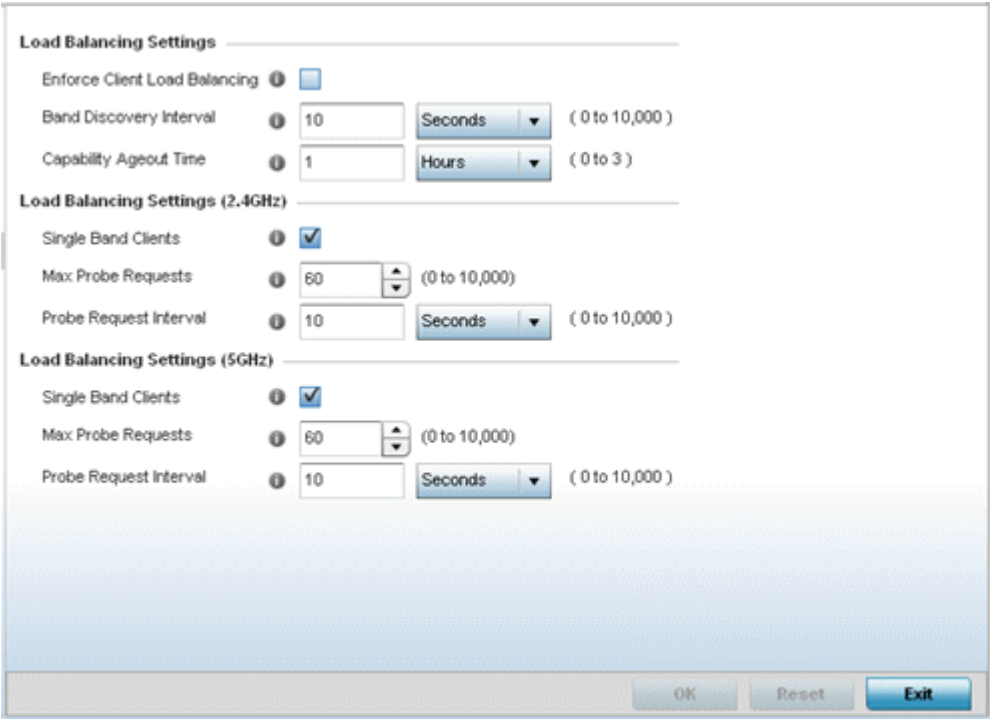 Load Balancing Settings
Enforce Client Load Balancing
Band Discovery Interval 10 Seconds ( 0 to 10,000 )
Capability Ageout Time 1 Hours ( 0 to 3 )
Load Balancing Settings (2.4GHz)
Single Band Clients
Max Probe Requests 60 (0 to 10,000)
Probe Request Interval 10 Seconds ( 0 to 10,000 )
Load Balancing Settings (5GHz)
Single Band Clients
Max Probe Requests 60 (0 to 10,000)
Probe Request Interval 10 Seconds ( 0 to 10,000 )
OK Reset Exit